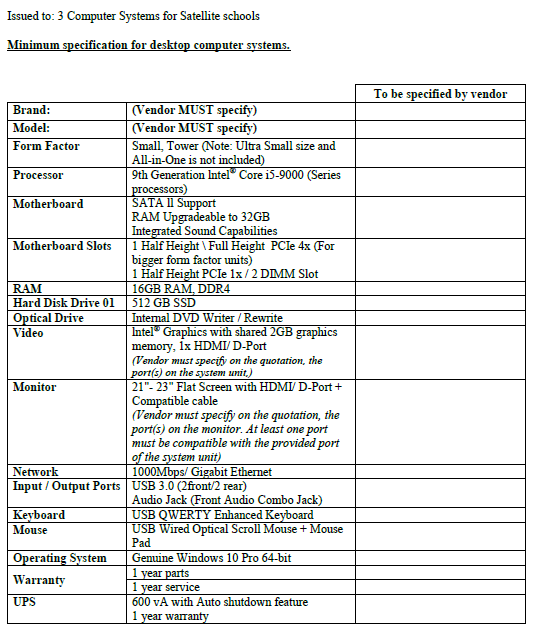 Issued to: 3 Computer Systems for Satellite schools
Minimum specification for desktop computer systems.
To be specified by vendor
Brand: (Vendor MUST specify)
Model: (Vendor MUST specify)
Form Factor Small, Tower (Note: Ultra Small size and
All-in-One is not included)
Processor 9th Generation Intel® Core i5-9000 (Series
processors)
Motherboard SATA ll Support
RAM Upgradeable to 32GB
Integrated Sound Capabilities
Motherboard Slots 1 Half Height \ Full Height PCIe 4x (For
bigger form factor units)
1 Half Height PCIe 1x / 2 DIMM Slot
RAM 16GB RAM, DDR4
Hard Disk Drive 01 512 GB SSD
Optical Drive Internal DVD Writer / Rewrite
Video Intel® Graphics with shared 2GB graphics
memory, 1x HDMI/ D-Port
(Vendor must specify on the quotation, the
port(s) on the system unit,)
Monitor 21"- 23" Flat Screen with HDMI/ D-Port +
Compatible cable
(Vendor must specify on the quotation, the
port(s) on the monitor. At least one port
must be compatible with the provided port
of the system unit)
Network 1000Mbps/ Gigabit Ethernet
Input / Output Ports USB 3.0 (2front/2 rear)
Audio Jack (Front Audio Combo Jack)
Keyboard USB QWERTY Enhanced Keyboard
Mouse USB Wired Optical Scroll Mouse + Mouse
Pad
Operating System Genuine Windows 10 Pro 64-bit
Warranty 1 year parts
1 year service
UPS 600 vA with Auto shutdown feature
1 year warranty